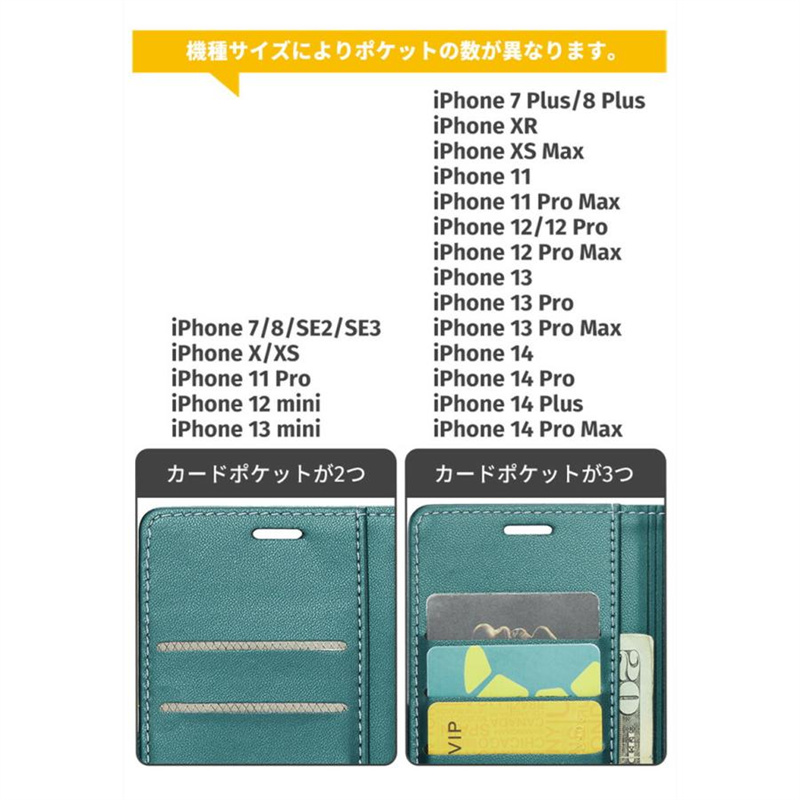 機種サイズによりポケットの数が異なります。
iPhone 7/8/SE2/SE3
iPhone X/XS
iPhone 11 Pro
iPhone 12 mini
iPhone 13 mini
カードポケットが2つ
iPhone 7 Plus/8 Plus
iPhone XR
iPhone XS Max
iPhone 11
iPhone 11 Pro Max
iPhone 12/12 Pro
iPhone 12 Pro Max
iPhone 13
iPhone 13 Pro
iPhone 13 Pro Max
iPhone 14
iPhone 14 Pro
iPhone 14 Plus
iPhone 14 Pro Max
カードポケットが3つ
VIP